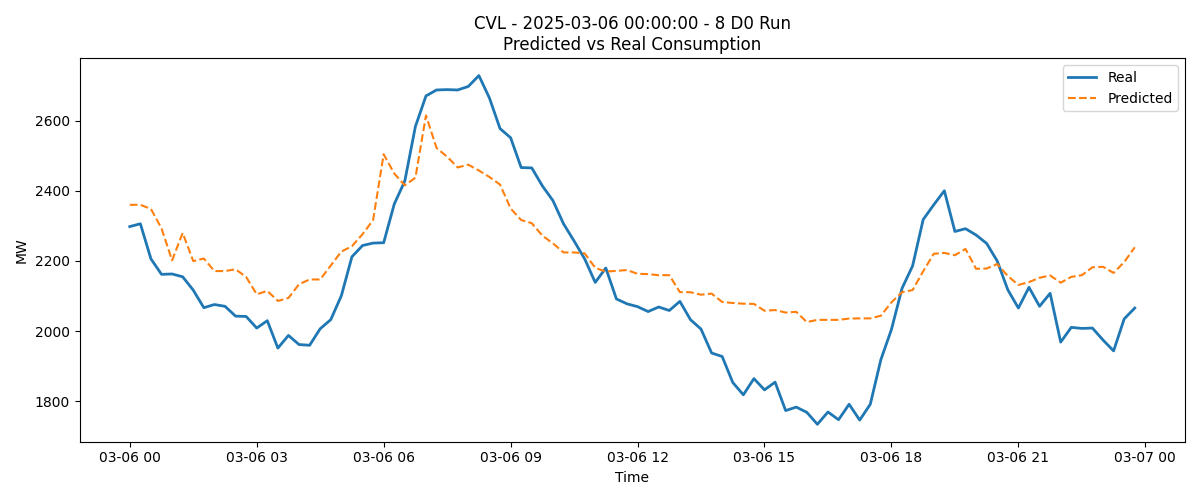 CVL - 2025-03-06 00:00:00 - 8 D0 Run
Predicted vs Real Consumption
Real
Predicted
MW
2600
2400
2200
2000
1800
03-06 00
03-06 03
03-06 06
03-06 09
03-06 12
03-06 15
03-06 18
03-06 21
03-07 00
Time